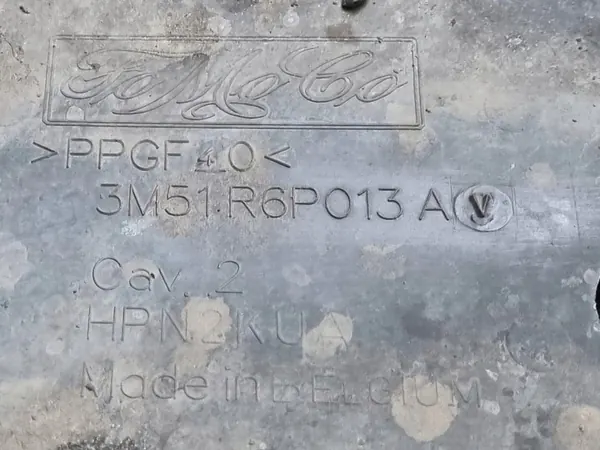 FoMoCo
>PPGF40<
3M51 R6P013 A V
Cav. 2
HPN2KUA
Made in BELGIUM